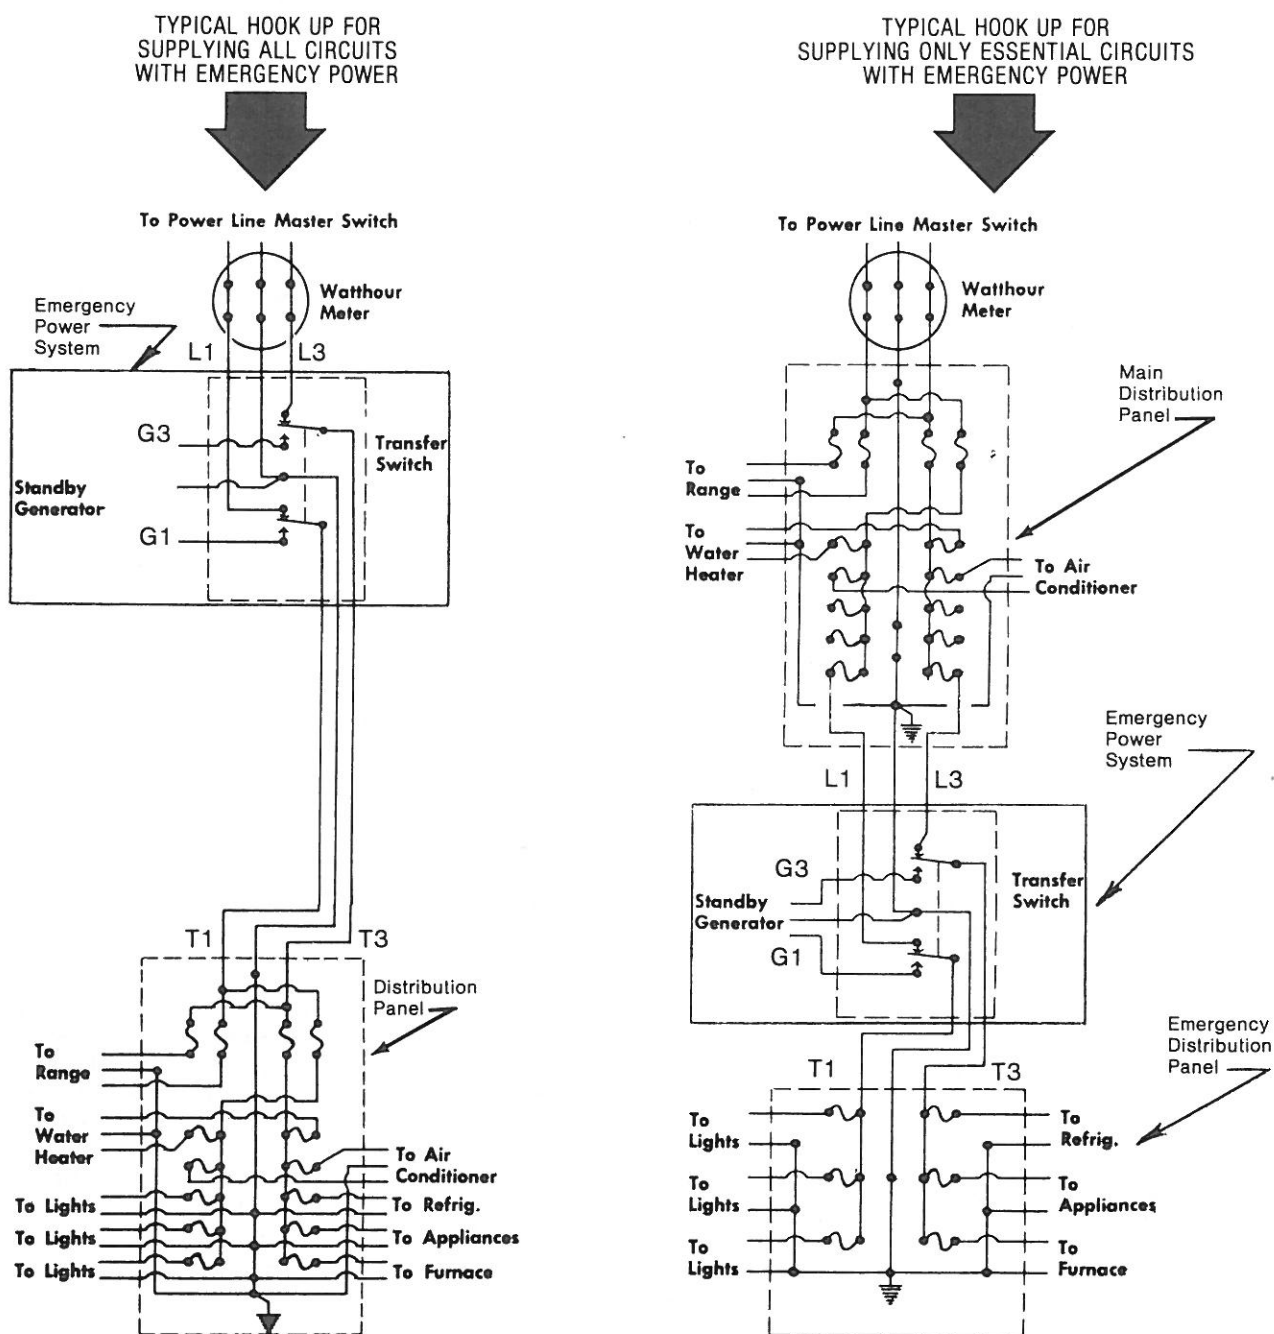 TYPICAL HOOK UP FOR
SUPPLYING ALL CIRCUITS
WITH EMERGENCY POWER
To Power Line Master Switch
Watthour
Meter
Emergency
Power
System
L1
L3
G3
Transfer
Switch
Standby
Generator
G1
T1
T3
Distribution
Panel
To
Range
To
Water
Heater
To Air
Conditioner
To Lights
To Refrig.
To Lights
To Appliances
To Lights
To Furnace
TYPICAL HOOK UP FOR
SUPPLYING ONLY ESSENTIAL CIRCUITS
WITH EMERGENCY POWER
To Power Line Master Switch
Watthour
Meter
Main
Distribution
Panel
To
Range
To
Water
Heater
To Air
Conditioner
Emergency
Power
System
L1
L3
G3
Transfer
Switch
Standby
Generator
G1
Emergency
Distribution
Panel
T1
T3
To
Lights
To
Refrig.
To
Lights
To
Appliances
To
Lights
To
Furnace